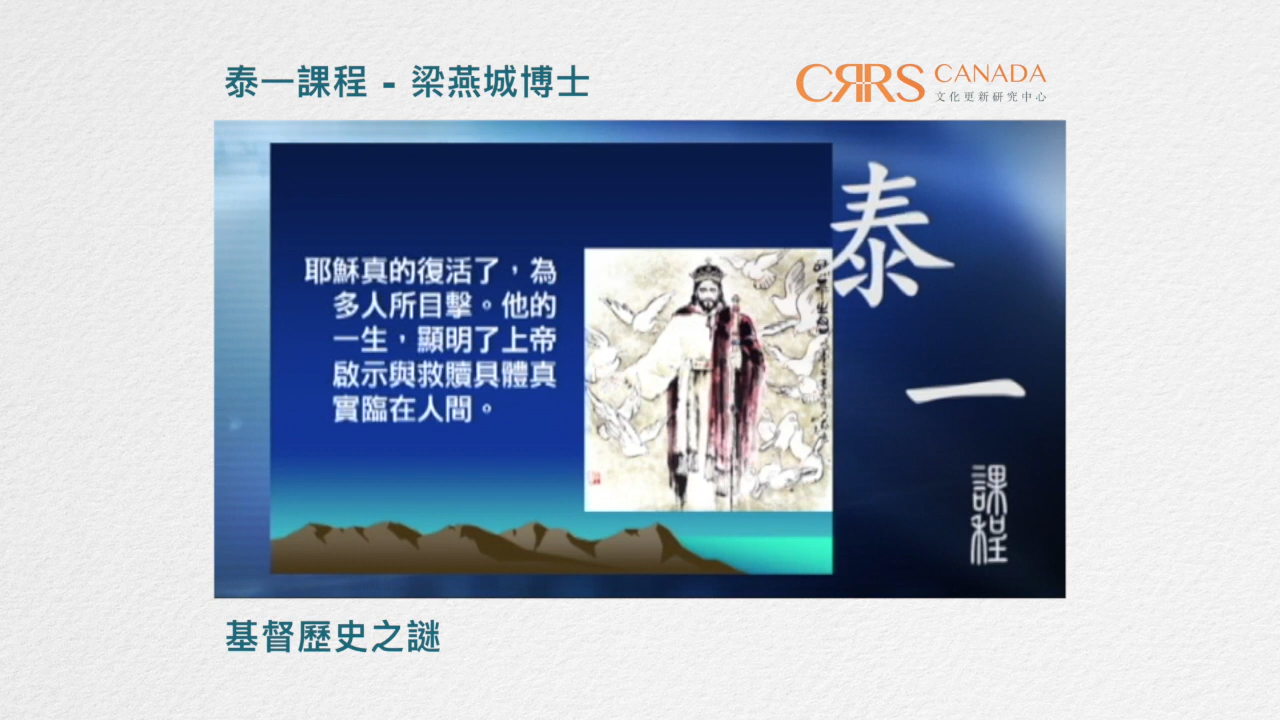 泰一課程 - 梁燕城博士
CRRS CANADA
文化更新研究中心
耶穌真的復活了，為
多人所目擊。他的
一生，顯明了上帝
啟示與救贖具體真
實臨在人間。
泰
一
課程
基督歷史之謎